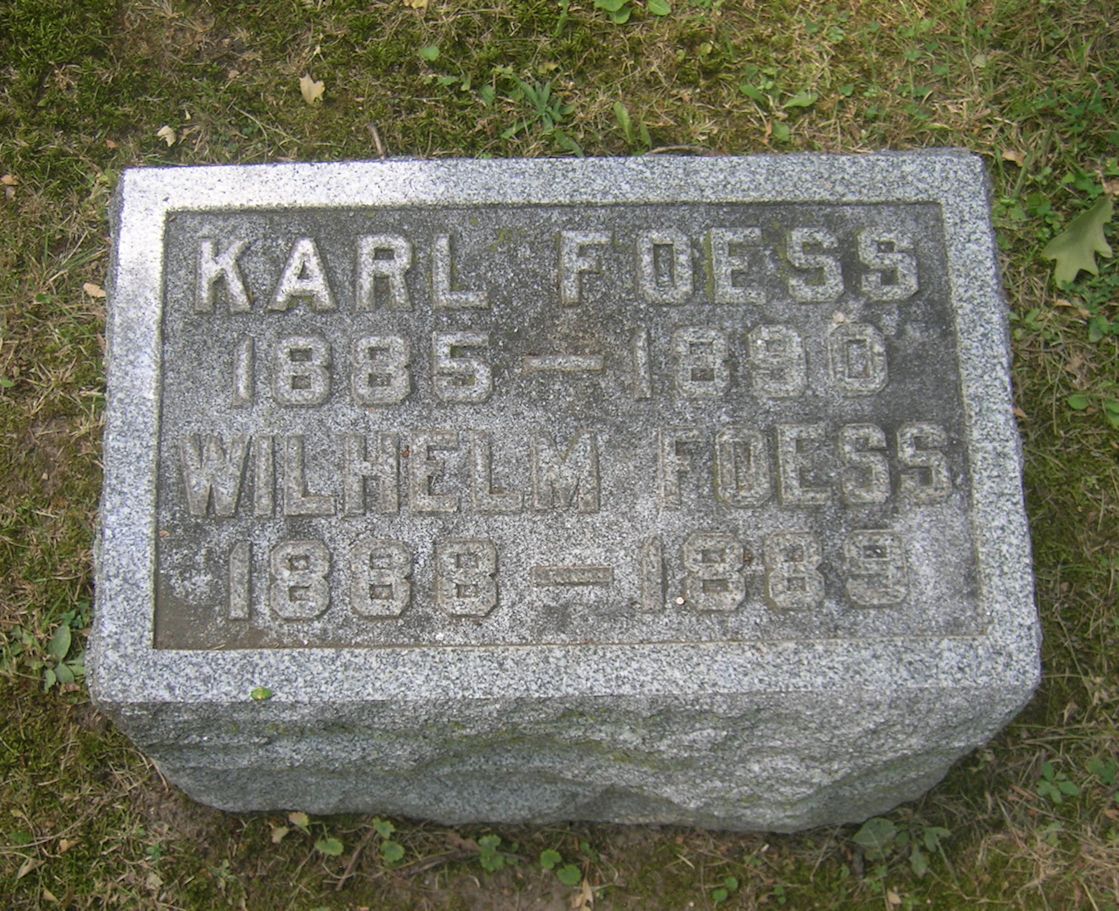 KARL FOESS
1885 — 1890
WILHELM FOESS
1888 — 1889